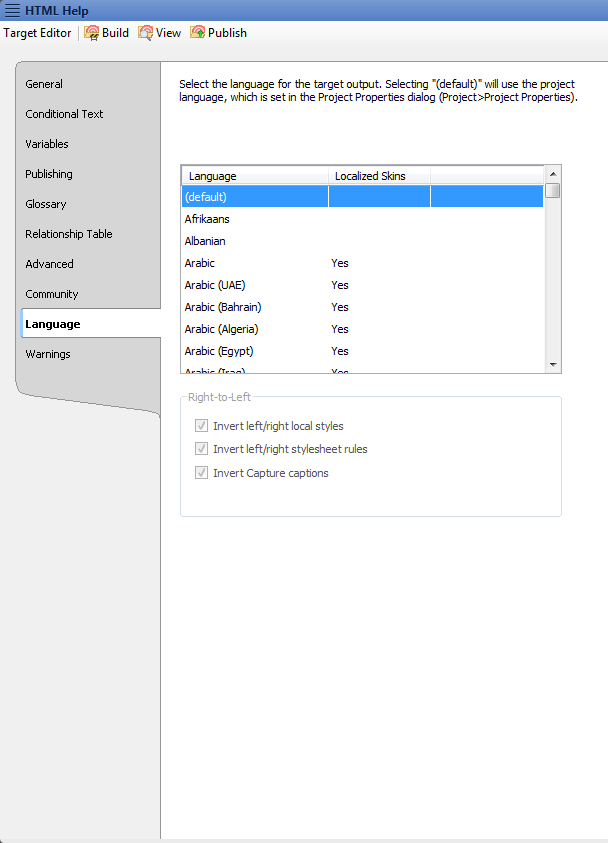 HTML Help
Target Editor Build View Publish
General
Conditional Text
Variables
Publishing
Glossary
Relationship Table
Advanced
Community
Language
Warnings
Select the language for the target output. Selecting "(default)" will use the project
language, which is set in the Project Properties dialog (Project>Project Properties).
Language Localized Skins
(default)
Afrikaans
Albanian
Arabic Yes
Arabic (UAE) Yes
Arabic (Bahrain) Yes
Arabic (Algeria) Yes
Arabic (Egypt) Yes
Arabic (Iraq) Yes
Right-to-Left
Invert left/right local styles
Invert left/right stylesheet rules
Invert Capture captions